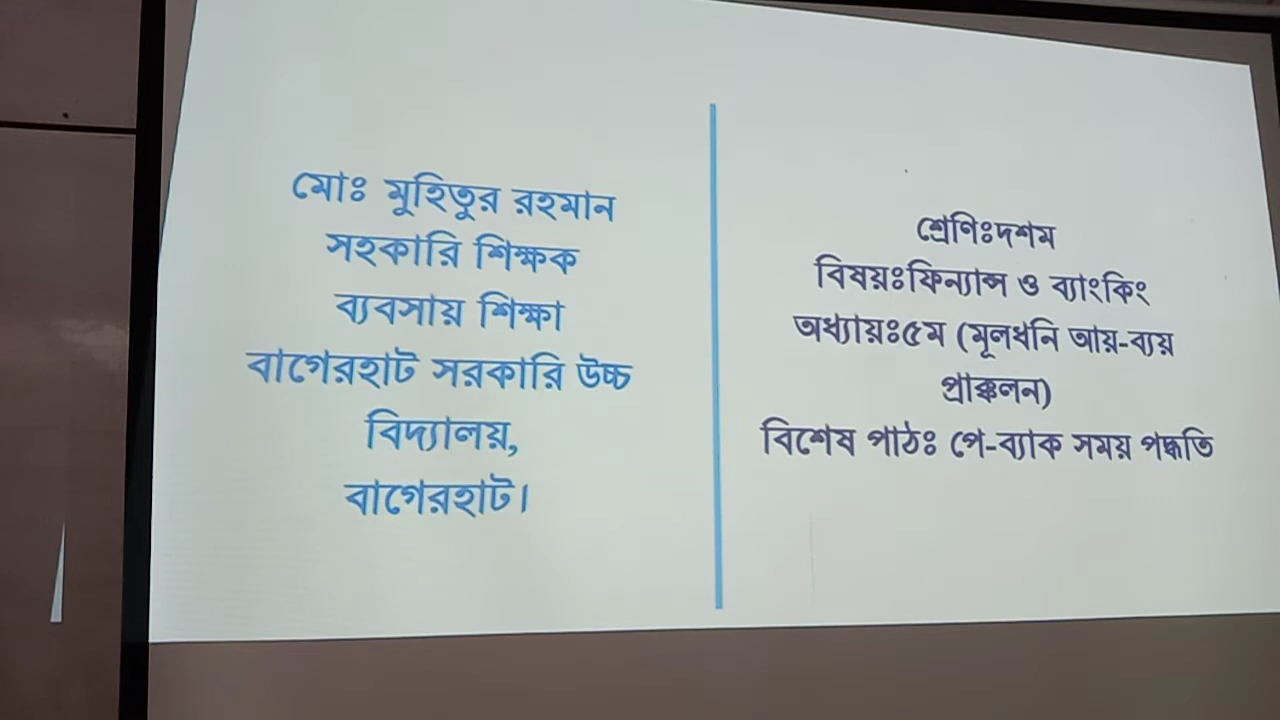 মোঃ মুহিতুর রহমান
সহকারি শিক্ষক
ব্যবসায় শিক্ষা
বাগেরহাট সরকারি উচ্চ
বিদ্যালয়,
বাগেরহাট।
শ্রেণিঃদশম
বিষয়ঃফিন্যান্স ও ব্যাংকিং
অধ্যায়ঃ৫ম (মূলধনি আয়-ব্যয়
প্রাক্কলন)
বিশেষ পাঠঃ পে-ব্যাক সময় পদ্ধতি